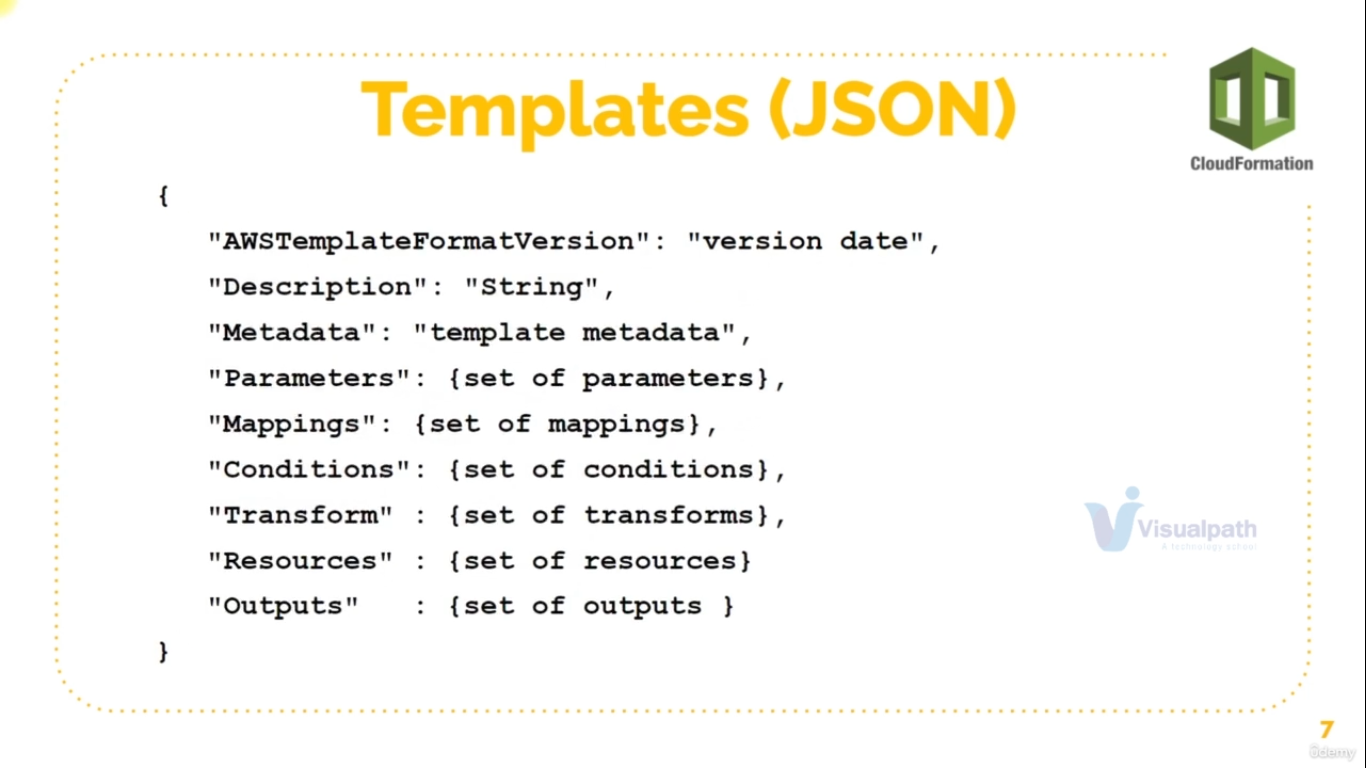 Templates (JSON)
CloudFormation
{
"AWSTemplateFormatVersion": "version date",
"Description": "String",
"Metadata": "template metadata",
"Parameters": {set of parameters},
"Mappings": {set of mappings},
"Conditions": {set of conditions},
"Transform" : {set of transforms},
"Resources" : {set of resources}
"Outputs"   : {set of outputs }
}
Visualpath
A technology school
7
ûdemy